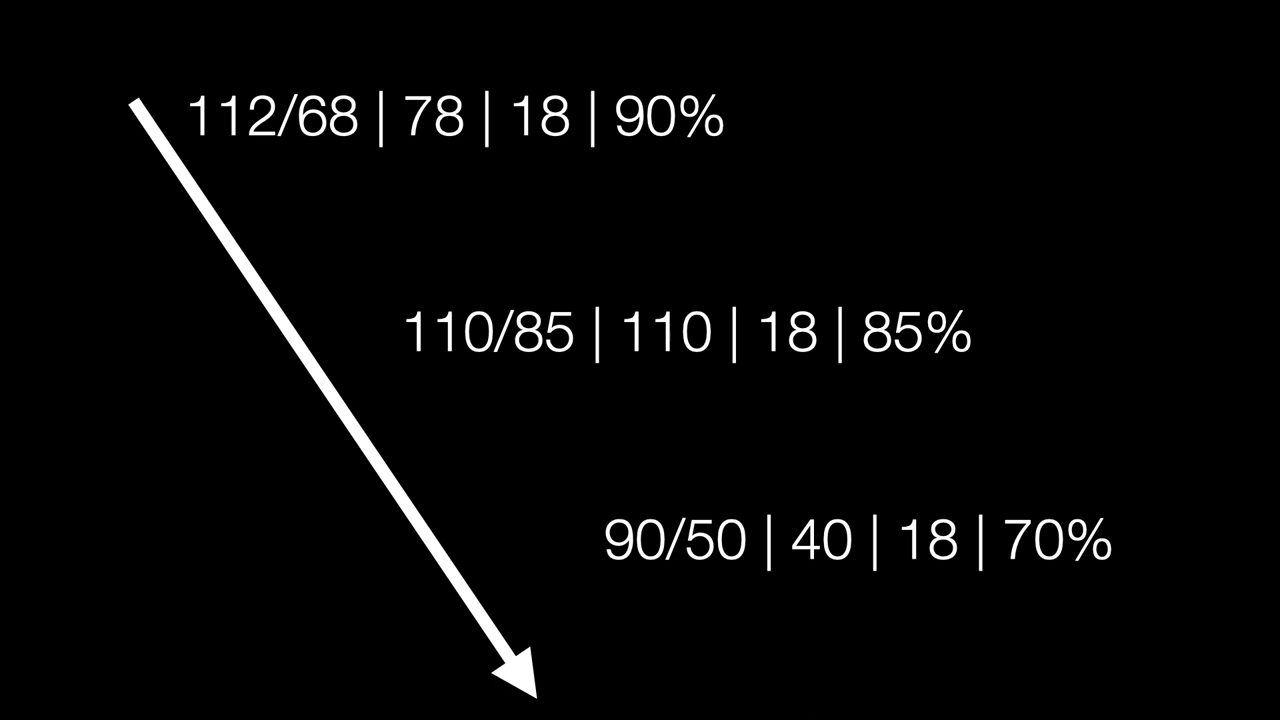 112/68 | 78 | 18 | 90%
110/85 | 110 | 18 | 85%
90/50 | 40 | 18 | 70%